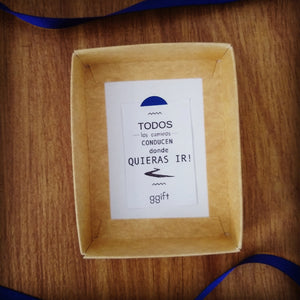 TODOS
los caminos
CONDUCEN
donde
QUIERAS IR!
ggift